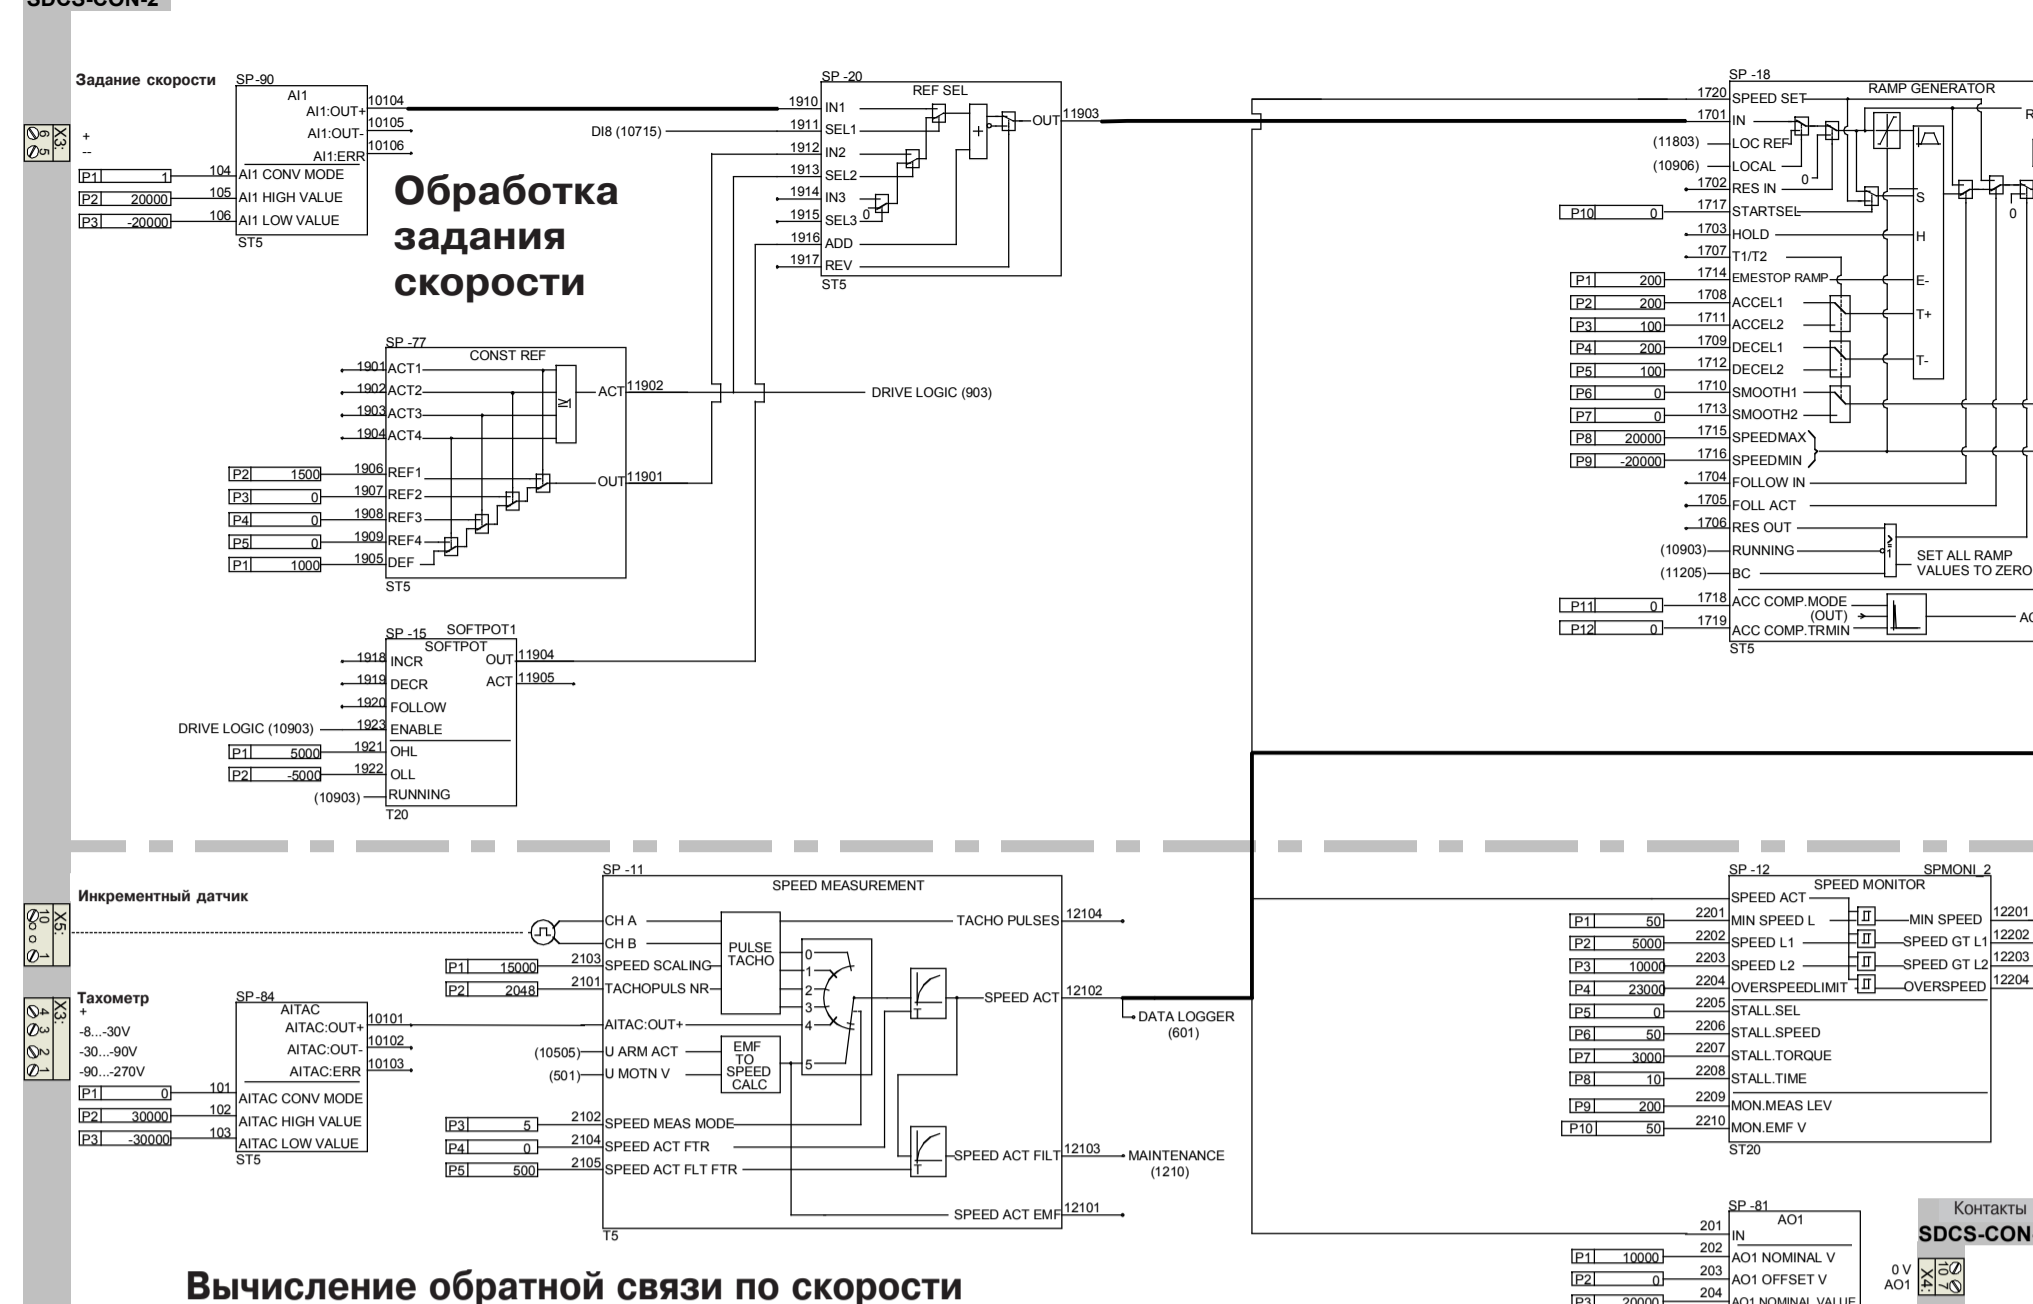 SDCS-CON-2
Задание скорости
X3:
6 5
+
--
SP-90
AI1
AI1:OUT+ 10104
AI1:OUT- 10105
AI1:ERR 10106
P1 1 104 AI1 CONV MODE
P2 20000 105 AI1 HIGH VALUE
P3 -20000 106 AI1 LOW VALUE
ST5
Обработка
задания
скорости
SP -20
REF SEL
1910 IN1
DI8 (10715) 1911 SEL1
1912 IN2
1913 SEL2
1914 IN3
1915 SEL3 0
1916 ADD
1917 REV
+
OUT 11903
ST5
SP -77
CONST REF
1901 ACT1
1902 ACT2
1903 ACT3
1904 ACT4
≥1
ACT 11902
DRIVE LOGIC (903)
P2 1500 1906 REF1
P3 0 1907 REF2
P4 0 1908 REF3
P5 0 1909 REF4
P1 1000 1905 DEF
OUT 11901
ST5
SP -15 SOFTPOT1
SOFTPOT
1918 INCR
1919 DECR
1920 FOLLOW
DRIVE LOGIC (10903) 1923 ENABLE
P1 5000 1921 OHL
P2 -5000 1922 OLL
(10903) RUNNING
OUT 11904
ACT 11905
T20
SP -18
RAMP GENERATOR
1720 SPEED SET
1701 IN
(11803) LOC REF
(10906) LOCAL
0
1702 RES IN
P10 0 1717 STARTSEL
1703 HOLD
1707 T1/T2
P1 200 1714 EMESTOP RAMP
P2 200 1708 ACCEL1
P3 100 1711 ACCEL2
P4 200 1709 DECEL1
P5 100 1712 DECEL2
P6 0 1710 SMOOTH1
P7 0 1713 SMOOTH2
P8 20000 1715 SPEEDMAX
P9 -20000 1716 SPEEDMIN
1704 FOLLOW IN
1705 FOLL ACT
1706 RES OUT
(10903) RUNNING
(11205) BC
S
H
E-
T+
T-
0
≥1
SET ALL RAMP
VALUES TO ZERO
P11 0 1718 ACC COMP.MODE
(OUT)
P12 0 1719 ACC COMP.TRMIN
ST5
Инкрементный датчик
X5:
10 1
SP -11
SPEED MEASUREMENT
CH A
CH B
P1 15000 2103 SPEED SCALING
P2 2048 2101 TACHOPULS NR
AITAC:OUT+
(10505) U ARM ACT
(501) U MOTN V
P3 5 2102 SPEED MEAS MODE
P4 0 2104 SPEED ACT FTR
P5 500 2105 SPEED ACT FLT FTR
PULSE
TACHO
EMF
TO
SPEED
CALC
0
1
2
3
4
5
T
T
TACHO PULSES 12104
SPEED ACT 12102
DATA LOGGER
(601)
SPEED ACT FILT 12103 MAINTENANCE
(1210)
SPEED ACT EMF 12101
T5
Тахометр
X3:
4 3 2 1
+
-8...-30V
-30...-90V
-90...-270V
SP-84
AITAC
AITAC:OUT+ 10101
AITAC:OUT- 10102
AITAC:ERR 10103
P1 0 101 AITAC CONV MODE
P2 30000 102 AITAC HIGH VALUE
P3 -30000 103 AITAC LOW VALUE
ST5
SP -12 SPMONI_2
SPEED MONITOR
SPEED ACT
P1 50 2201 MIN SPEED L MIN SPEED 12201
P2 5000 2202 SPEED L1 SPEED GT L1 12202
P3 10000 2203 SPEED L2 SPEED GT L2 12203
P4 23000 2204 OVERSPEEDLIMIT OVERSPEED 12204
P5 0 2205 STALL.SEL
P6 50 2206 STALL.SPEED
P7 3000 2207 STALL.TORQUE
P8 10 2208 STALL.TIME
P9 200 2209 MON.MEAS LEV
P10 50 2210 MON.EMF V
ST20
SP -81
AO1
201 IN
P1 10000 202 AO1 NOMINAL V
P2 0 203 AO1 OFFSET V
P3 20000 204 AO1 NOMINAL VALUE
Контакты
SDCS-CON-
0 V
AO1
X4:
10 7
Вычисление обратной связи по скорости